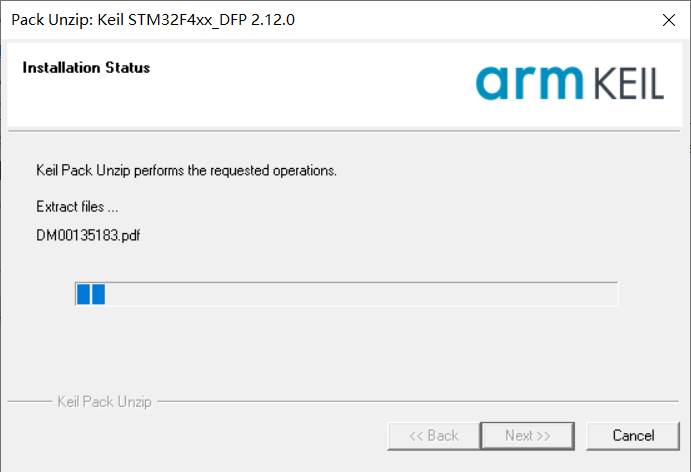 Pack Unzip: Keil STM32F4xx_DFP 2.12.0
Installation Status
arm KEIL
Keil Pack Unzip performs the requested operations.
Extract files ...
DM00135183.pdf
Keil Pack Unzip
<< Back
Next >>
Cancel